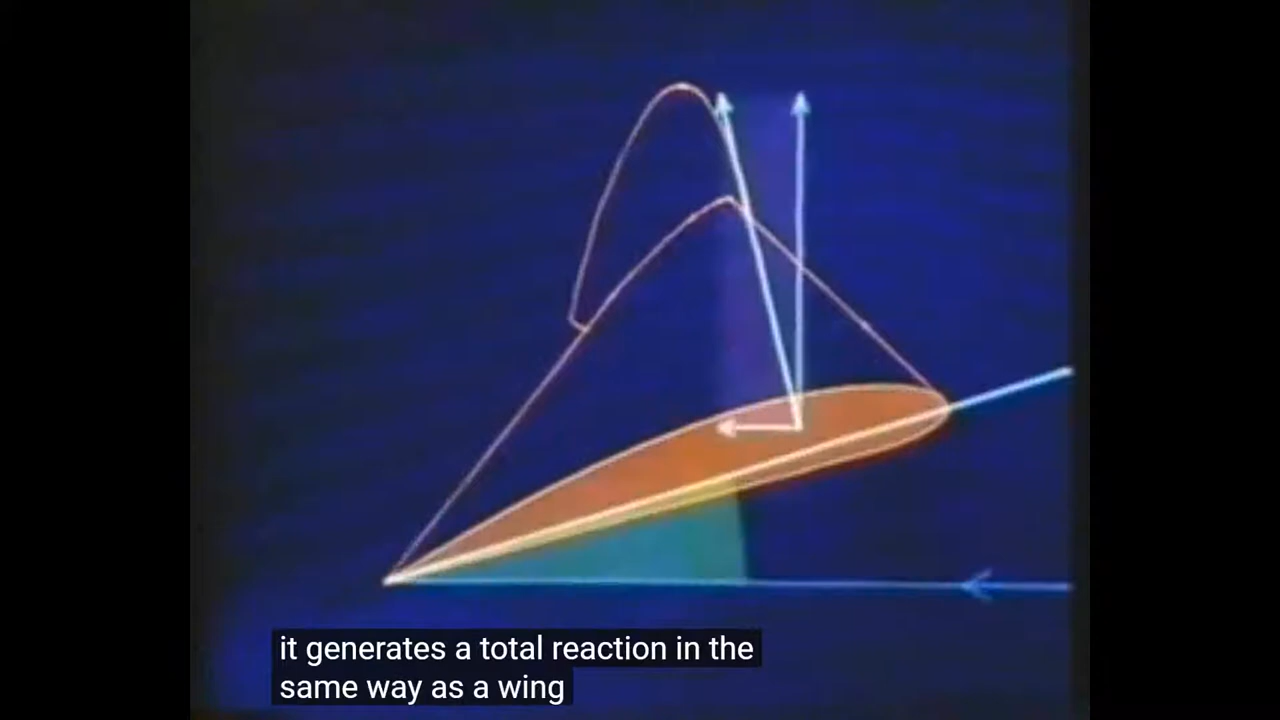 it generates a total reaction in the
same way as a wing